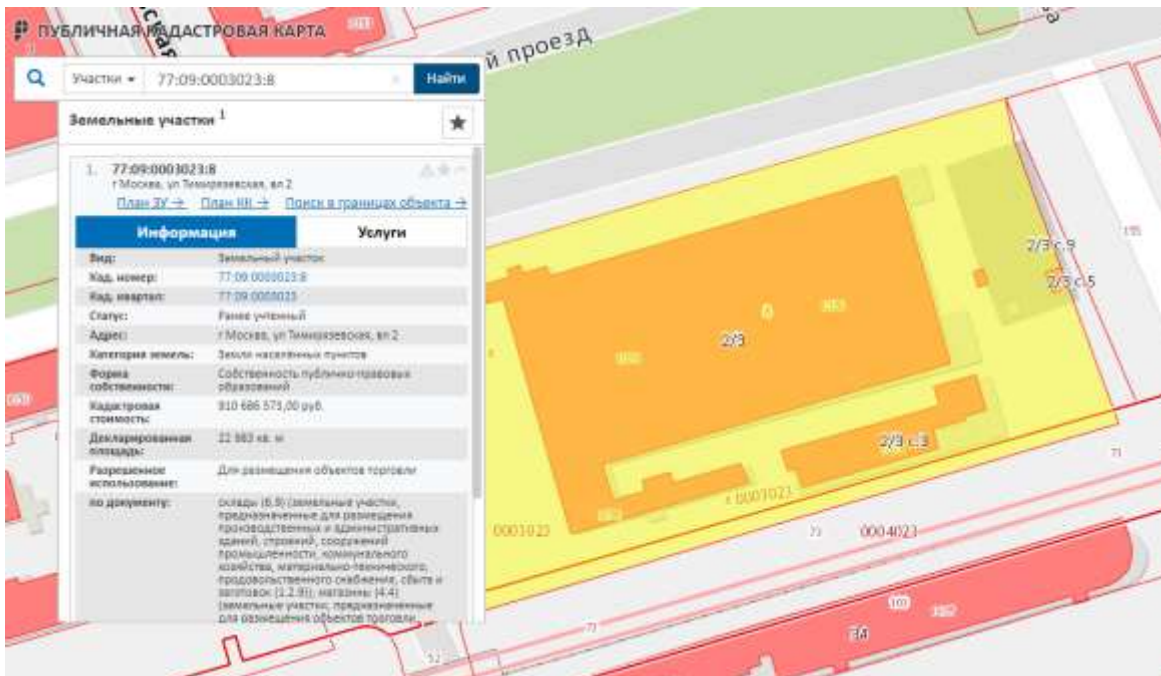 ПУБЛИЧНАЯ КАДАСТРОВАЯ КАРТА
ская
й проезд
Участки
77:09:0003023:8
Найти
Земельные участки 1
1. 77:09:0003023:8
г Москва, ул Тимирязевская, вл 2
План ЗУ → План КК → Поиск в границах объекта →
Информация Услуги
Вид: Земельный участок
Кад. номер: 77:09:0003023:8
Кад. квартал: 77:09:0003023
Статус: Ранее учтенный
Адрес: г Москва, ул Тимирязевская, вл 2
Категория земель: Земли населённых пунктов
Форма собственности: Собственность публично-правовых
образований
Кадастровая стоимость: 910 686 573,00 руб.
Декларированная площадь: 22 983 кв. м
Разрешенное использование: Для размещения объектов торговли
по документу: склады (6.9) (земельные участки,
предназначенные для размещения
производственных и административных
зданий, строений, сооружений
промышленности, коммунального
хозяйства, материально-технического,
продовольственного снабжения, сбыта и
заготовок (1.2.9)); магазины (4.4)
(земельные участки, предназначенные
для размещения объектов торговли,
2/3 с.9
2/3 с.5
2/3
2/3 с.3
0003023
0004023
71
73
52
34